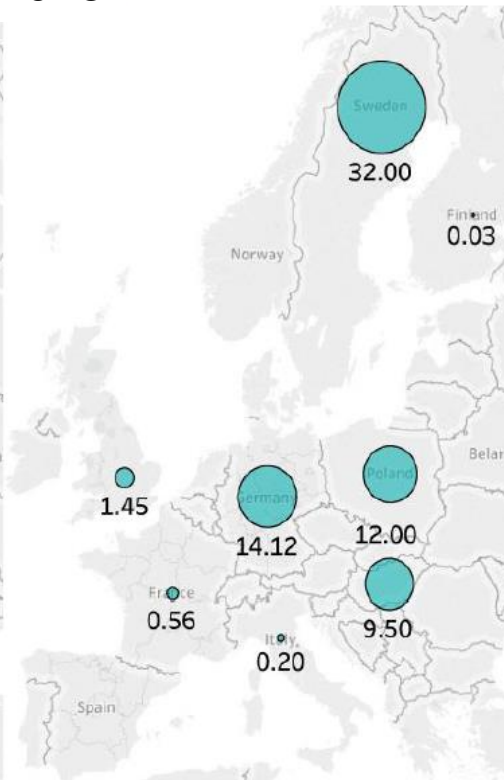 Sweden
32.00
Finland
0.03
Norway
Belar
1.45
Germany
14.12
Poland
12.00
France
0.56
9.50
Italy,
0.20
Spain